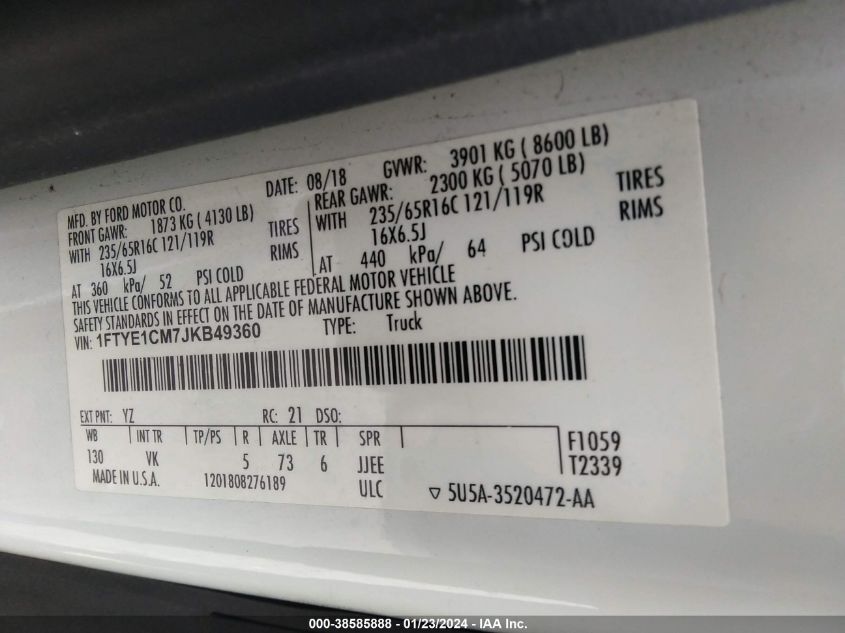 MFD. BY FORD MOTOR CO.
DATE: 08/18
GVWR: 3901 KG ( 8600 LB)
FRONT GAWR: 1873 KG ( 4130 LB)
REAR GAWR: 2300 KG ( 5070 LB)
WITH 235/65R16C 121/119R TIRES
WITH 235/65R16C 121/119R TIRES
16X6.5J RIMS
16X6.5J RIMS
AT 360 kPa/ 52 PSI COLD
AT 440 kPa/ 64 PSI COLD
THIS VEHICLE CONFORMS TO ALL APPLICABLE FEDERAL MOTOR VEHICLE
SAFETY STANDARDS IN EFFECT ON THE DATE OF MANUFACTURE SHOWN ABOVE.
VIN: 1FTYE1CM7JKB49360 TYPE: Truck
EXT PNT: YZ RC: 21 DSO:
WB INT TR TP/PS R AXLE TR SPR F1059
130 VK 5 73 6 JJEE T2339
MADE IN U.S.A. 1201808276189 ULC ▽ 5U5A-3520472-AA
000-38585888 - 01/23/2024 - IAA Inc.